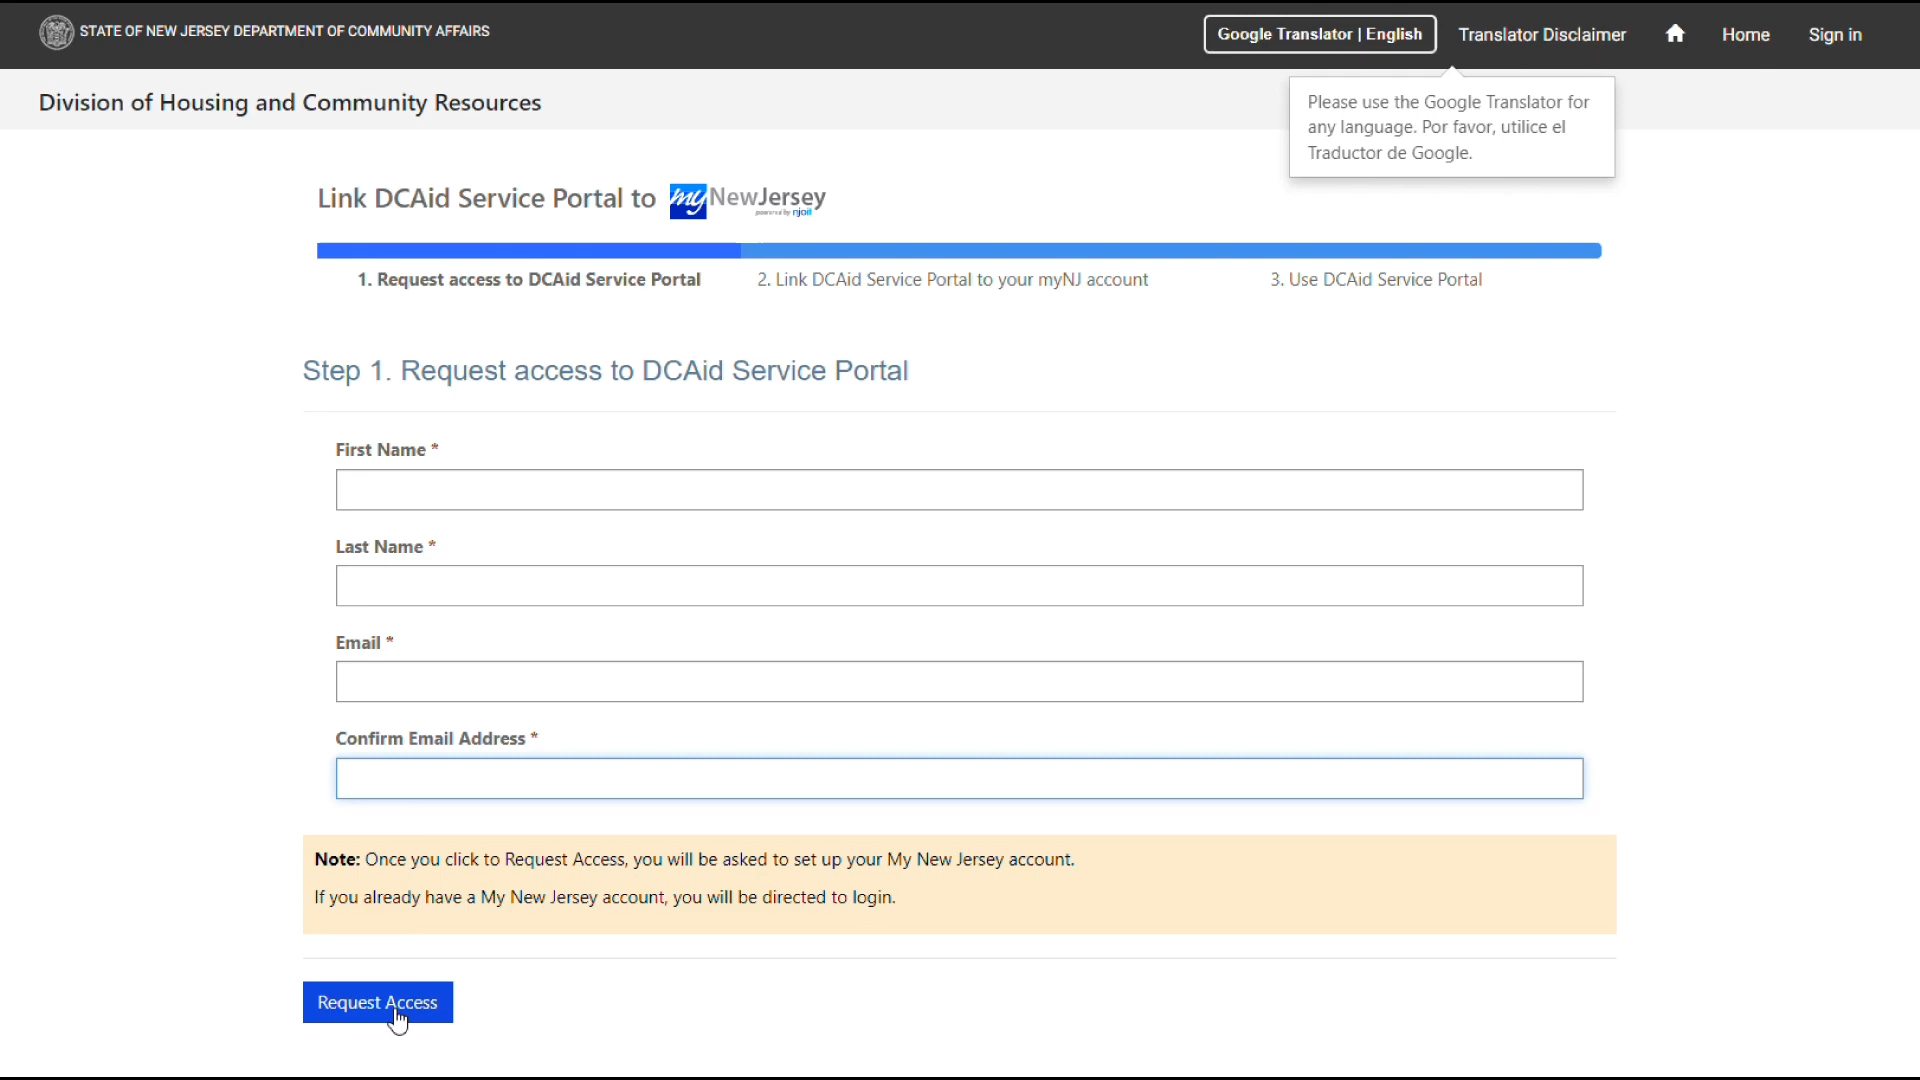 STATE OF NEW JERSEY DEPARTMENT OF COMMUNITY AFFAIRS
Google Translator | English
Translator Disclaimer
Home
Sign in
Division of Housing and Community Resources
Please use the Google Translator for
any language. Por favor, utilice el
Traductor de Google.
Link DCAid Service Portal to
my NewJersey
powered by njoit
1. Request access to DCAid Service Portal
2. Link DCAid Service Portal to your myNJ account
3. Use DCAid Service Portal
Step 1. Request access to DCAid Service Portal
First Name *
Last Name *
Email *
Confirm Email Address *
Note: Once you click to Request Access, you will be asked to set up your My New Jersey account.
If you already have a My New Jersey account, you will be directed to login.
Request Access